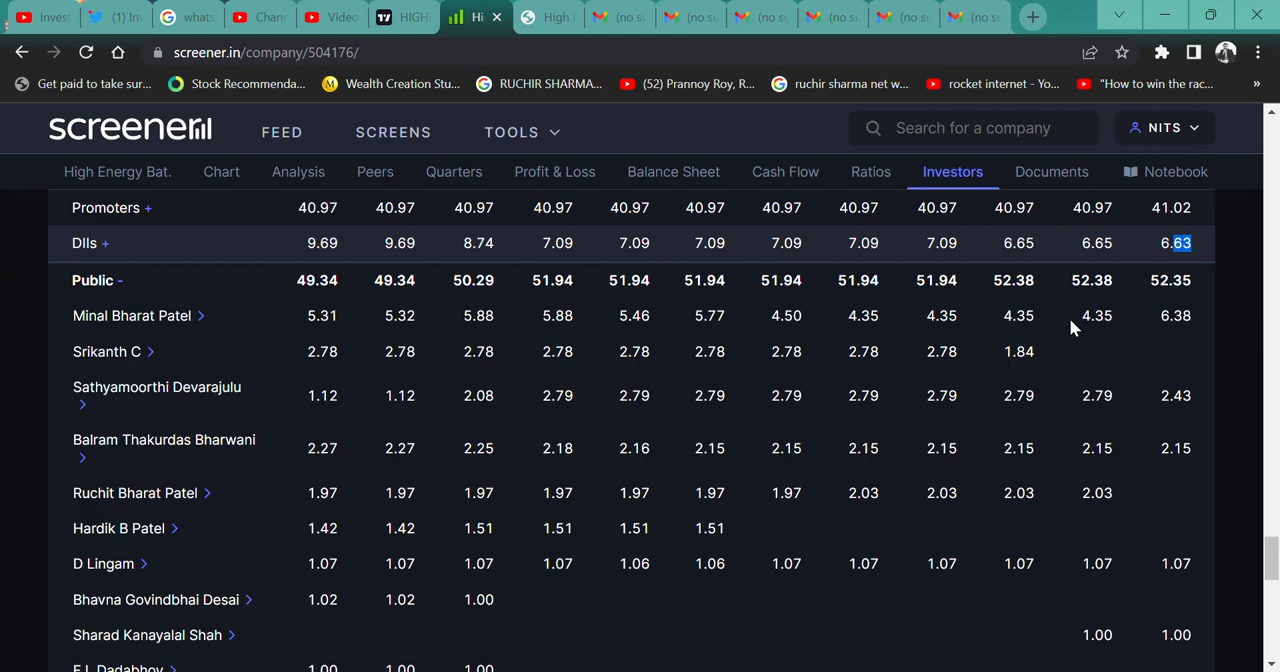 Invest
(1) In
whats
Chan
Video
HIGH
Hi
High
(no su
(no su
(no su
(no su
(no su
(no su
screener.in/company/504176/
Get paid to take sur...
Stock Recommenda...
Wealth Creation Stu...
RUCHIR SHARMA...
(52) Prannoy Roy, R...
ruchir sharma net w...
rocket internet - Yo...
"How to win the rac...
»
screener
FEED
SCREENS
TOOLS
Search for a company
NITS
High Energy Bat. Chart Analysis Peers Quarters Profit & Loss Balance Sheet Cash Flow Ratios Investors Documents Notebook
Promoters + 40.97 40.97 40.97 40.97 40.97 40.97 40.97 40.97 40.97 40.97 40.97 41.02
DIIs + 9.69 9.69 8.74 7.09 7.09 7.09 7.09 7.09 7.09 6.65 6.65 6.63
Public - 49.34 49.34 50.29 51.94 51.94 51.94 51.94 51.94 51.94 52.38 52.38 52.35
Minal Bharat Patel > 5.31 5.32 5.88 5.88 5.46 5.77 4.50 4.35 4.35 4.35 4.35 6.38
Srikanth C > 2.78 2.78 2.78 2.78 2.78 2.78 2.78 2.78 2.78 1.84
Sathyamoorthi Devarajulu > 1.12 1.12 2.08 2.79 2.79 2.79 2.79 2.79 2.79 2.79 2.79 2.43
Balram Thakurdas Bharwani > 2.27 2.27 2.25 2.18 2.16 2.15 2.15 2.15 2.15 2.15 2.15 2.15
Ruchit Bharat Patel > 1.97 1.97 1.97 1.97 1.97 1.97 1.97 2.03 2.03 2.03 2.03
Hardik B Patel > 1.42 1.42 1.51 1.51 1.51 1.51
D Lingam > 1.07 1.07 1.07 1.07 1.06 1.06 1.07 1.07 1.07 1.07 1.07 1.07
Bhavna Govindbhai Desai > 1.02 1.02 1.00
Sharad Kanayalal Shah > 1.00 1.00
Dadabhoy > 1.00 1.00 1.00